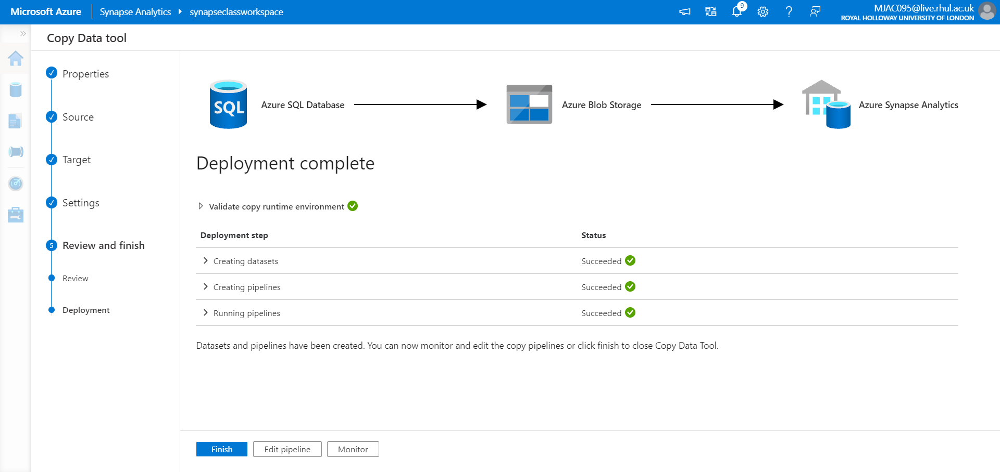 Microsoft Azure
Synapse Analytics
synapseclassworkspace
9
MJAC095@live.rhul.ac.uk
ROYAL HOLLOWAY UNIVERSITY OF LONDON
Copy Data tool
Properties
Source
Target
Settings
5
Review and finish
Review
Deployment
SQL
Azure SQL Database
Azure Blob Storage
Azure Synapse Analytics
Deployment complete
Validate copy runtime environment
Deployment step
Status
Creating datasets
Succeeded
Creating pipelines
Succeeded
Running pipelines
Succeeded
Datasets and pipelines have been created. You can now monitor and edit the copy pipelines or click finish to close Copy Data Tool.
Finish
Edit pipeline
Monitor